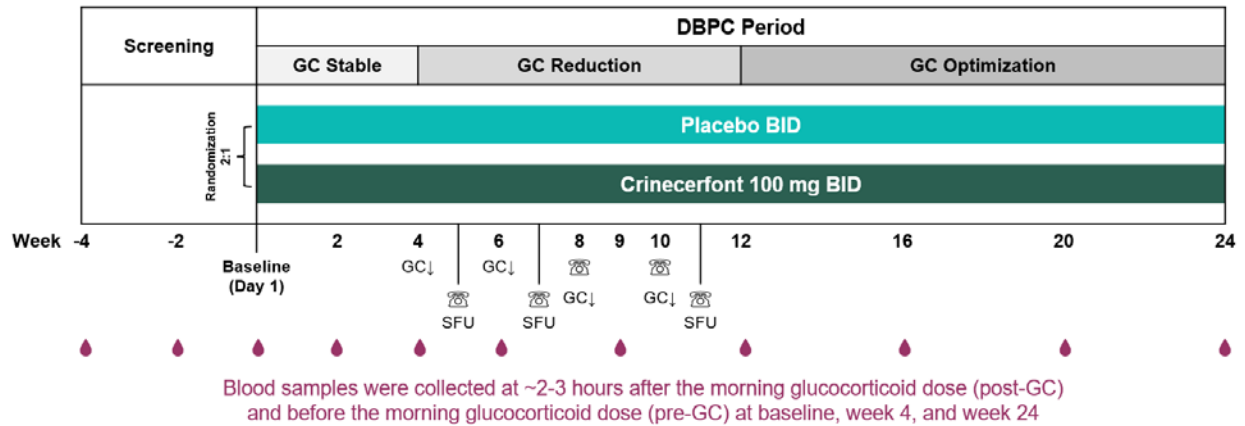 Screening
DBPC Period
GC Stable GC Reduction GC Optimization
Randomization
2:1
Placebo BID
Crinecerfont 100 mg BID
Week -4 -2 2 4 6 8 9 10 12 16 20 24
Baseline
(Day 1)
GC↓ GC↓
GC↓ GC↓
SFU SFU SFU
Blood samples were collected at ~2-3 hours after the morning glucocorticoid dose (post-GC)
and before the morning glucocorticoid dose (pre-GC) at baseline, week 4, and week 24